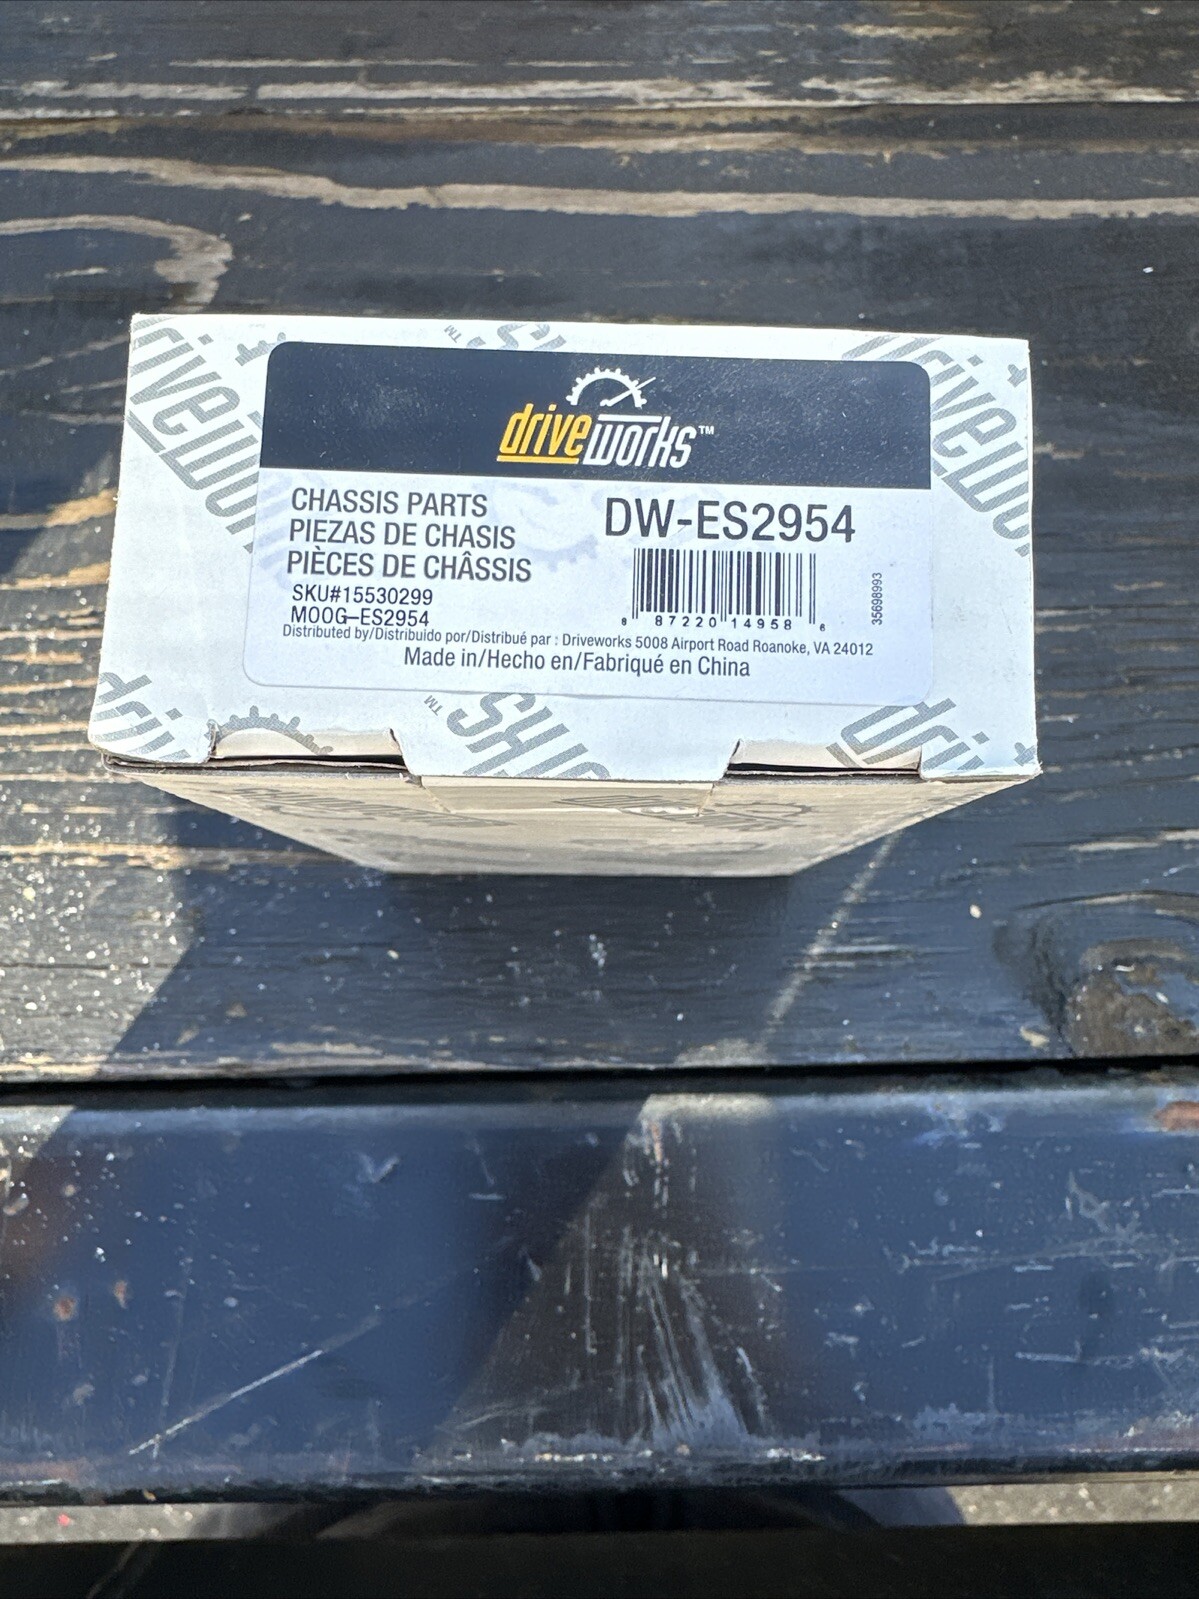 driveworks™
CHASSIS PARTS
PIEZAS DE CHASIS
PIÈCES DE CHÂSSIS
DW-ES2954
SKU#15530299
MOOG-ES2954
8 87220 14958 6
35698993
Distributed by/Distribuido por/Distribué par : Driveworks 5008 Airport Road Roanoke, VA 24012
Made in/Hecho en/Fabriqué en China